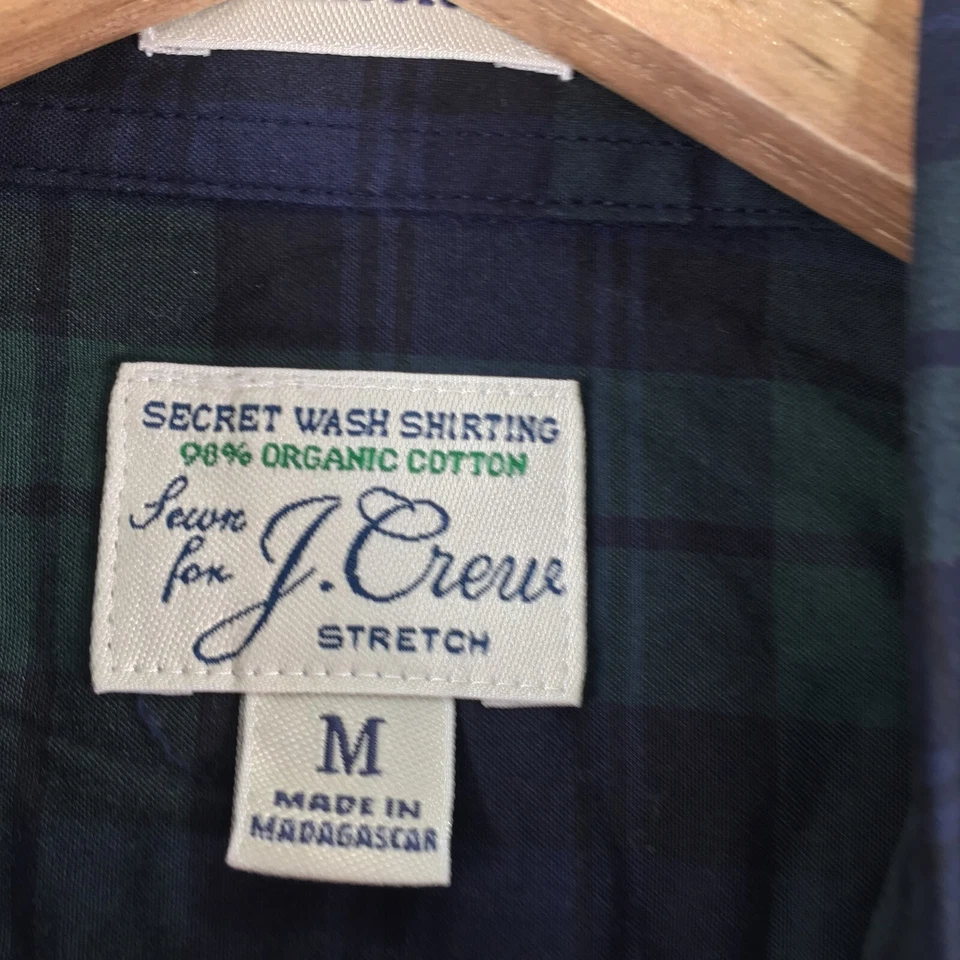 SECRET WASH SHIRTING
98% ORGANIC COTTON
Sewn for J.Crew
STRETCH
M
MADE IN
MADAGASCAR